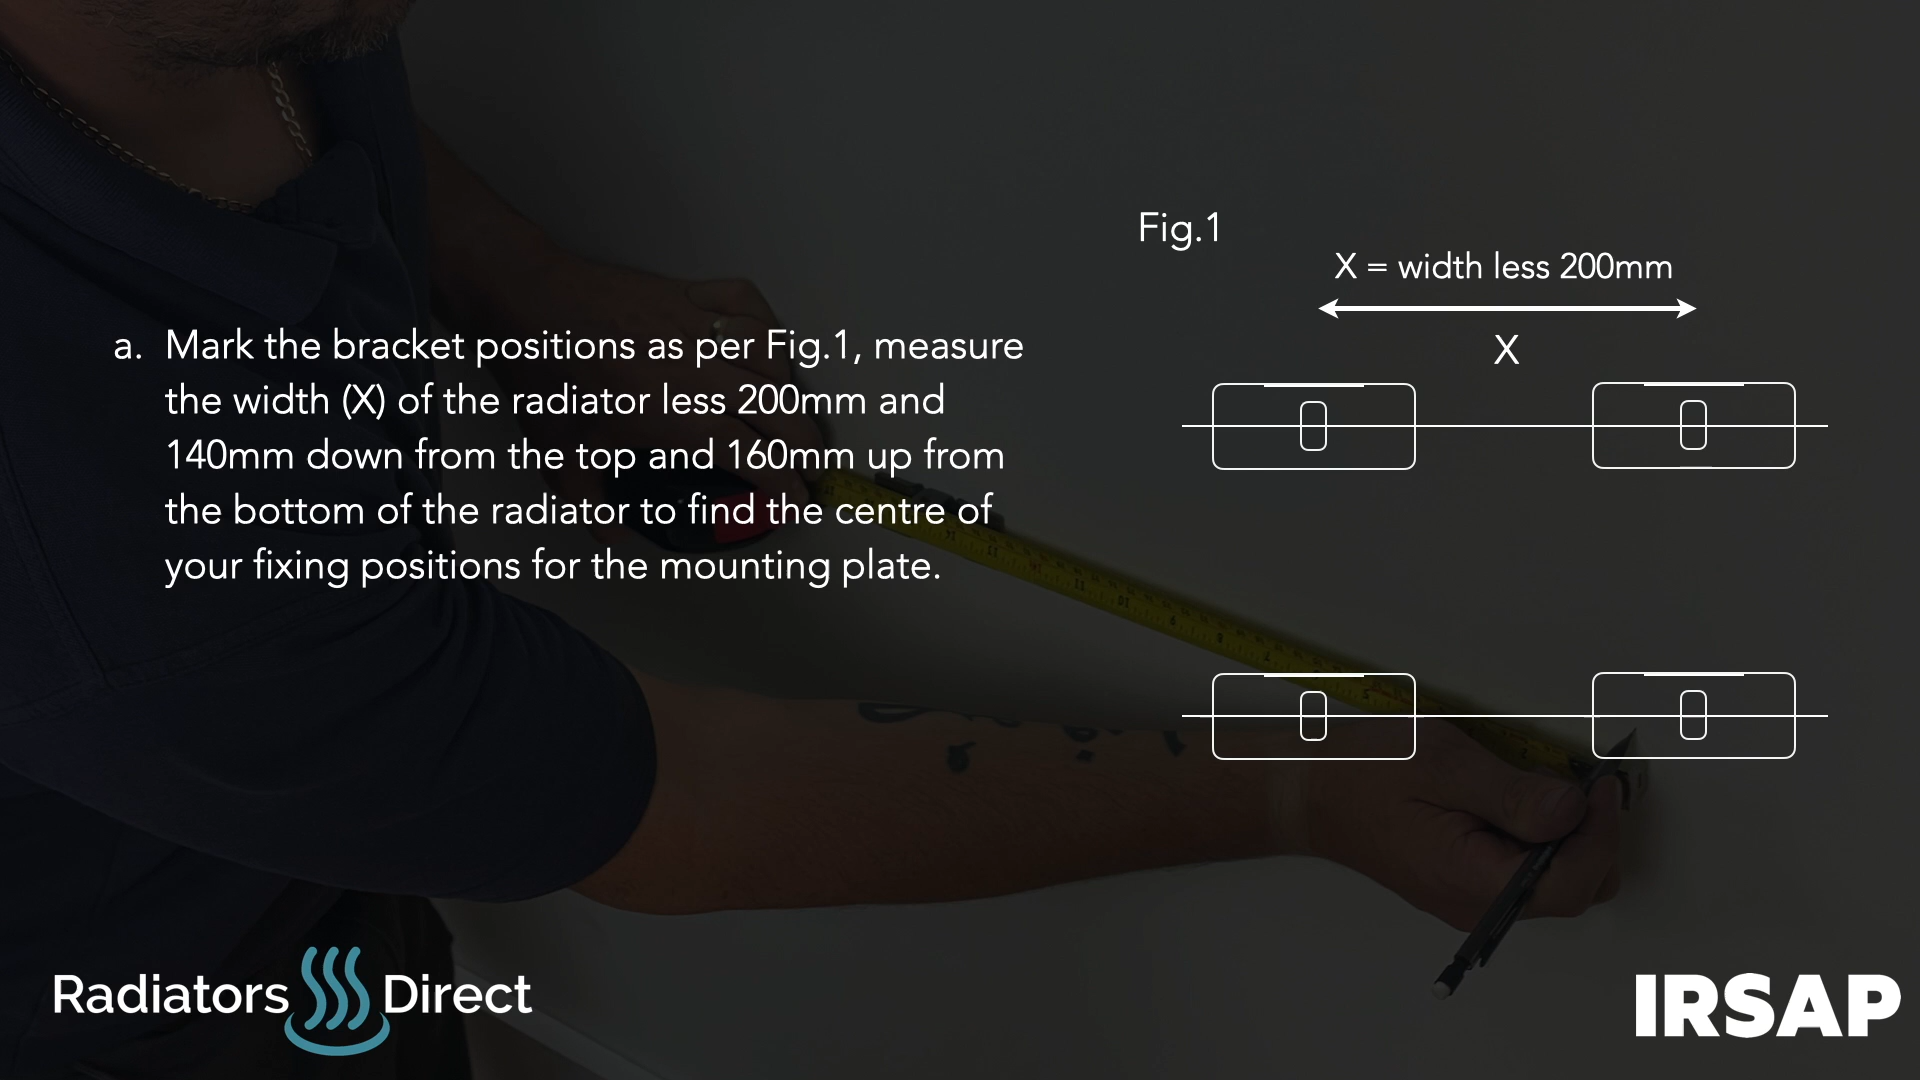 Fig.1
X = width less 200mm
X
a. Mark the bracket positions as per Fig.1, measure
the width (X) of the radiator less 200mm and
140mm down from the top and 160mm up from
the bottom of the radiator to find the centre of
your fixing positions for the mounting plate.
Radiators Direct
IRSAP